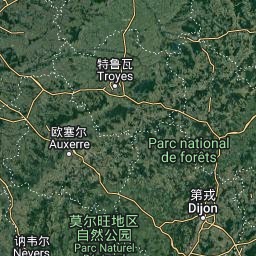 特鲁瓦
Troyes
欧塞尔
Auxerre
Parc national
de forêts
第戎
Dijon
莫尔旺地区
自然公园
Parc Naturel
讷韦尔
Nevers